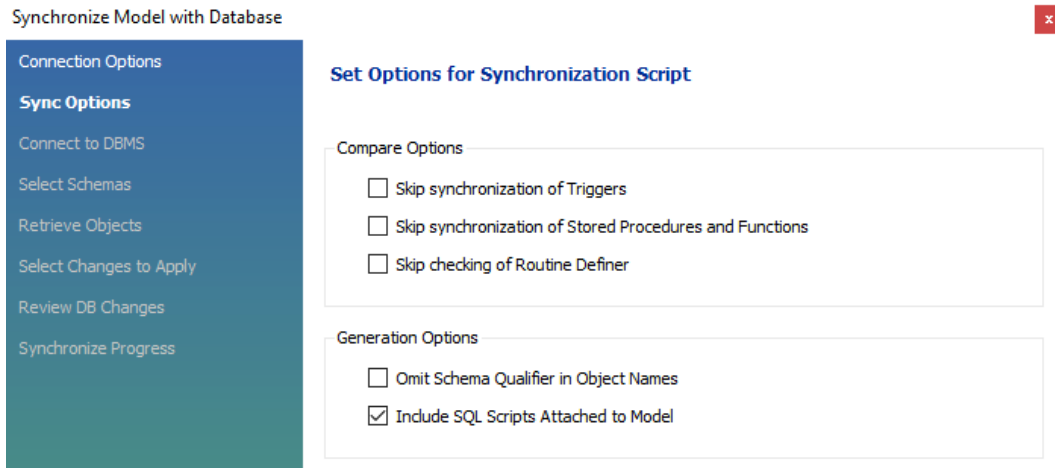 Synchronize Model with Database
x
Connection Options
Sync Options
Connect to DBMS
Select Schemas
Retrieve Objects
Select Changes to Apply
Review DB Changes
Synchronize Progress
Set Options for Synchronization Script
Compare Options
Skip synchronization of Triggers
Skip synchronization of Stored Procedures and Functions
Skip checking of Routine Definer
Generation Options
Omit Schema Qualifier in Object Names
Include SQL Scripts Attached to Model